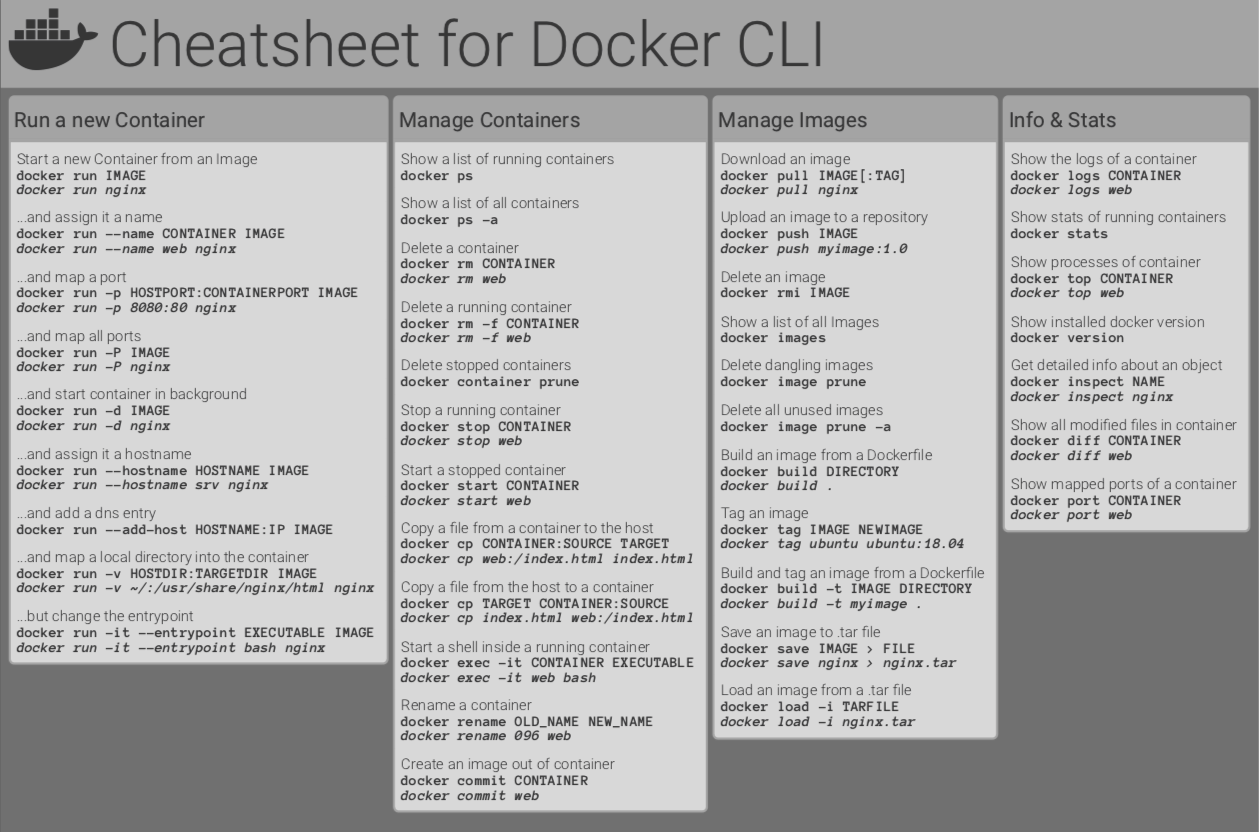 Cheatsheet for Docker CLI
Run a new Container
Start a new Container from an Image
docker run IMAGE
docker run nginx
...and assign it a name
docker run --name CONTAINER IMAGE
docker run --name web nginx
...and map a port
docker run -p HOSTPORT:CONTAINERPORT IMAGE
docker run -p 8080:80 nginx
...and map all ports
docker run -P IMAGE
docker run -P nginx
...and start container in background
docker run -d IMAGE
docker run -d nginx
...and assign it a hostname
docker run --hostname HOSTNAME IMAGE
docker run --hostname srv nginx
...and add a dns entry
docker run --add-host HOSTNAME:IP IMAGE
...and map a local directory into the container
docker run -v HOSTDIR:TARGETDIR IMAGE
docker run -v ~/:/usr/share/nginx/html nginx
...but change the entrypoint
docker run -it --entrypoint EXECUTABLE IMAGE
docker run -it --entrypoint bash nginx
Manage Containers
Show a list of running containers
docker ps
Show a list of all containers
docker ps -a
Delete a container
docker rm CONTAINER
docker rm web
Delete a running container
docker rm -f CONTAINER
docker rm -f web
Delete stopped containers
docker container prune
Stop a running container
docker stop CONTAINER
docker stop web
Start a stopped container
docker start CONTAINER
docker start web
Copy a file from a container to the host
docker cp CONTAINER:SOURCE TARGET
docker cp web:/index.html index.html
Copy a file from the host to a container
docker cp TARGET CONTAINER:SOURCE
docker cp index.html web:/index.html
Start a shell inside a running container
docker exec -it CONTAINER EXECUTABLE
docker exec -it web bash
Rename a container
docker rename OLD_NAME NEW_NAME
docker rename 096 web
Create an image out of container
docker commit CONTAINER
docker commit web
Manage Images
Download an image
docker pull IMAGE[:TAG]
docker pull nginx
Upload an image to a repository
docker push IMAGE
docker push myimage:1.0
Delete an image
docker rmi IMAGE
Show a list of all Images
docker images
Delete dangling images
docker image prune
Delete all unused images
docker image prune -a
Build an image from a Dockerfile
docker build DIRECTORY
docker build .
Tag an image
docker tag IMAGE NEWIMAGE
docker tag ubuntu ubuntu:18.04
Build and tag an image from a Dockerfile
docker build -t IMAGE DIRECTORY
docker build -t myimage .
Save an image to .tar file
docker save IMAGE > FILE
docker save nginx > nginx.tar
Load an image from a .tar file
docker load -i TARFILE
docker load -i nginx.tar
Info & Stats
Show the logs of a container
docker logs CONTAINER
docker logs web
Show stats of running containers
docker stats
Show processes of container
docker top CONTAINER
docker top web
Show installed docker version
docker version
Get detailed info about an object
docker inspect NAME
docker inspect nginx
Show all modified files in container
docker diff CONTAINER
docker diff web
Show mapped ports of a container
docker port CONTAINER
docker port web